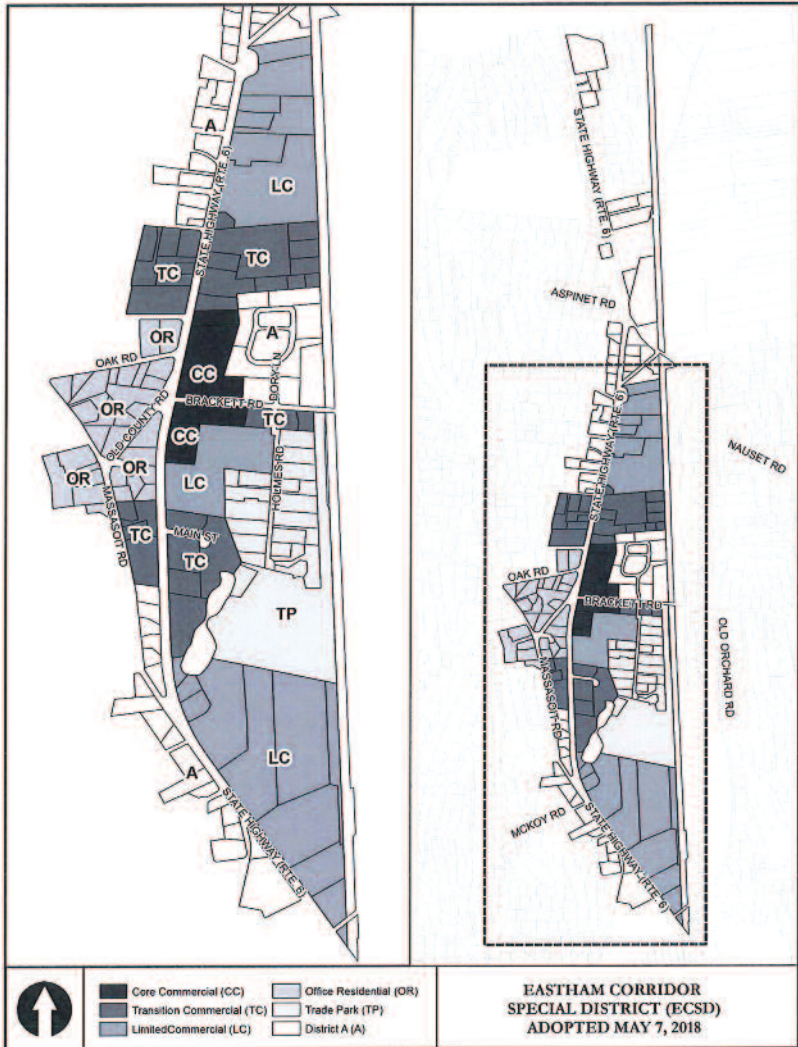 A
STATE HIGHWAY (RTE. 6)
LC
TC
TC
OR
A
OAK RD
CC
DORY LN
OLD COUNTY RD
BRACKETT RD
OR
TC
CC
OR
OR
LC
HOLMES RD
MASSASOIT RD
TC
MAIN ST
TC
TP
LC
A
STATE HIGHWAY (RTE. 6)
STATE HIGHWAY (RTE. 6)
ASPINET RD
STATE HIGHWAY (RTE. 6)
NAUSET RD
OAK RD
BRACKETT RD
OLD ORCHARD RD
MASSASOIT RD
MCKOY RD
STATE HIGHWAY (RTE. 6)
Core Commercial (CC)
Transition Commercial (TC)
LimitedCommercial (LC)
Office Residential (OR)
Trade Park (TP)
District A (A)
EASTHAM CORRIDOR
SPECIAL DISTRICT (ECSD)
ADOPTED MAY 7, 2018